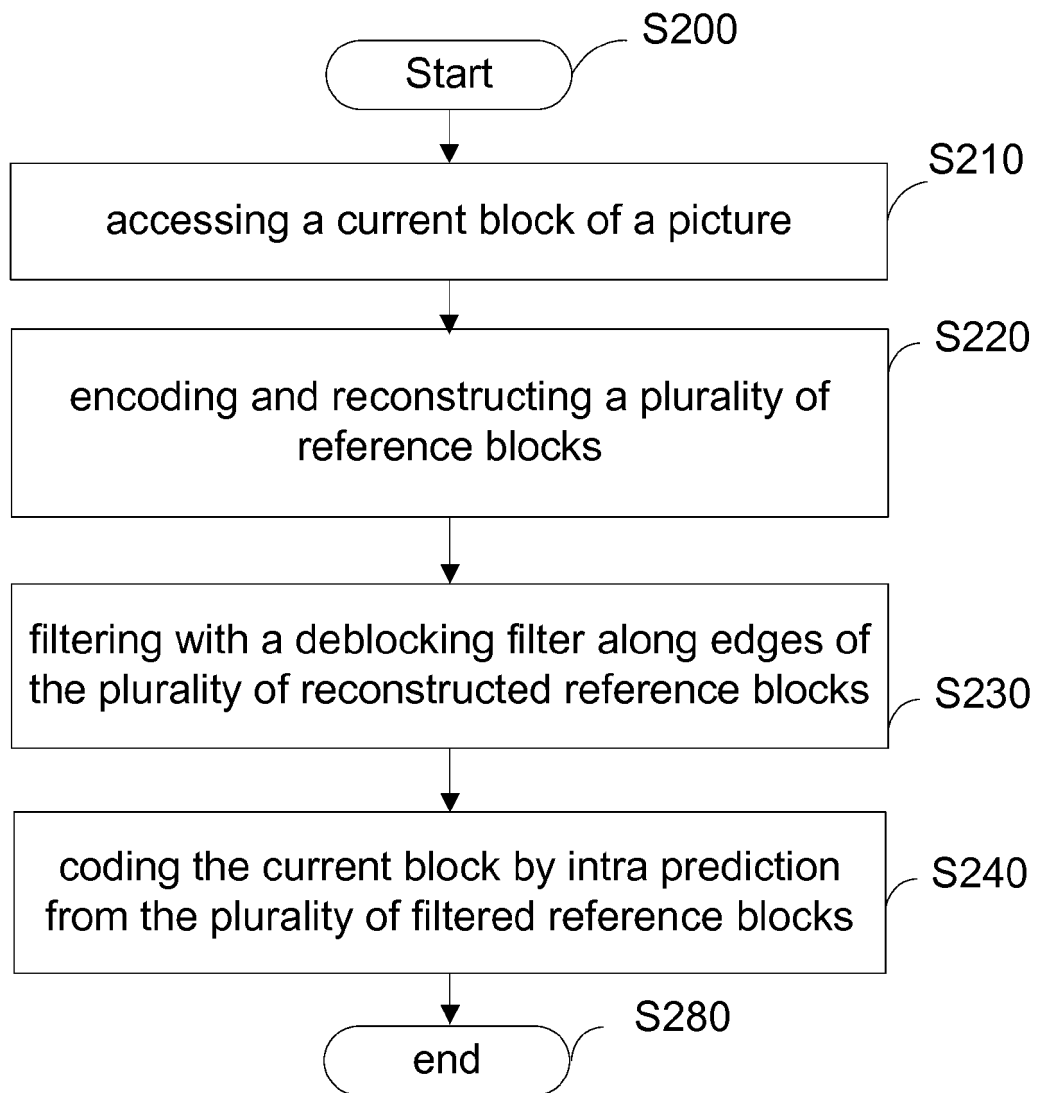 S200
Start
S210
accessing a current block of a picture
S220
encoding and reconstructing a plurality of
reference blocks
filtering with a deblocking filter along edges of
the plurality of reconstructed reference blocks
S230
coding the current block by intra prediction
from the plurality of filtered reference blocks
S240
S280
end